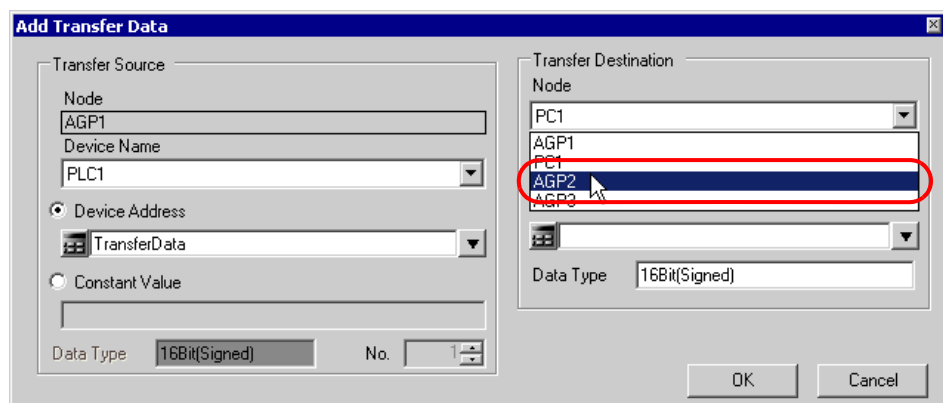 Add Transfer Data
Transfer Source
Node
AGP1
Device Name
PLC1
Device Address
TransferData
Constant Value
Data Type 16Bit(Signed) No. 1
Transfer Destination
Node
PC1
AGP1
PC1
AGP2
AGP3
Data Type 16Bit(Signed)
OK Cancel